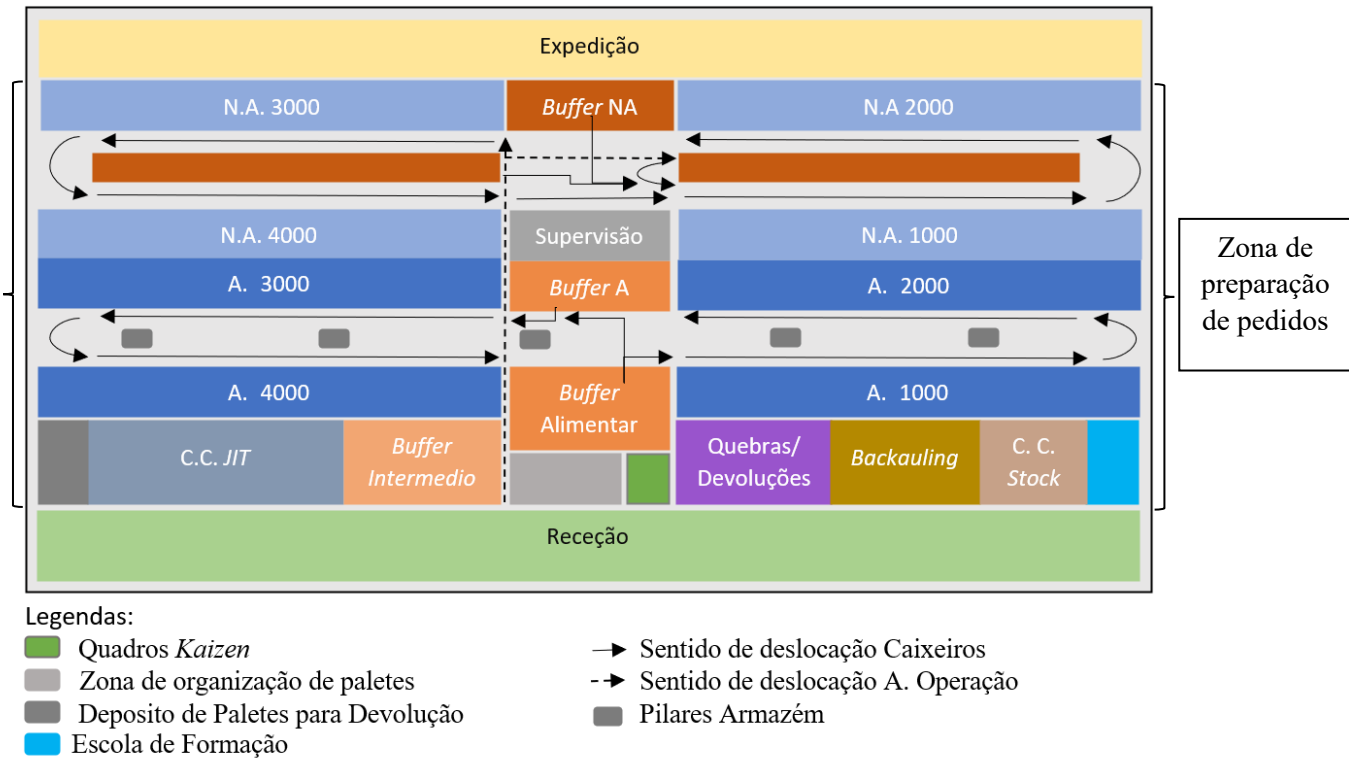 Expedição
N.A. 3000
Buffer NA
N.A 2000
N.A. 4000
Supervisão
N.A. 1000
A. 3000
Buffer A
A. 2000
A. 4000
Buffer
Alimentar
A. 1000
C.C. JIT
Buffer
Intermedio
Quebras/
Devoluções
Backauling
C. C.
Stock
Receção
Zona de
preparação
de pedidos
Legendas:
Quadros Kaizen
Zona de organização de paletes
Deposito de Paletes para Devolução
Escola de Formação
Sentido de deslocação Caixeiros
Sentido de deslocação A. Operação
Pilares Armazém